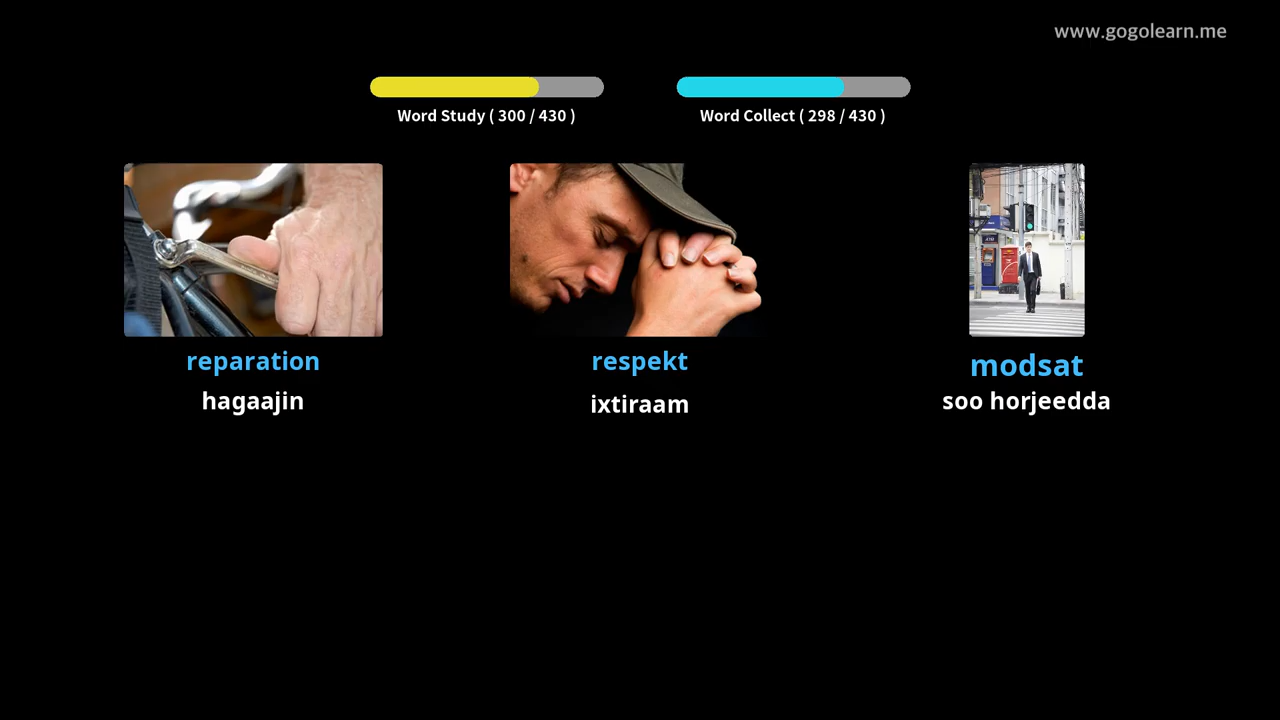 www.gogolearn.me
Word Study ( 300 / 430 )
Word Collect ( 298 / 430 )
reparation
respekt
modsat
hagaajin
ixtiraam
soo horjeedda